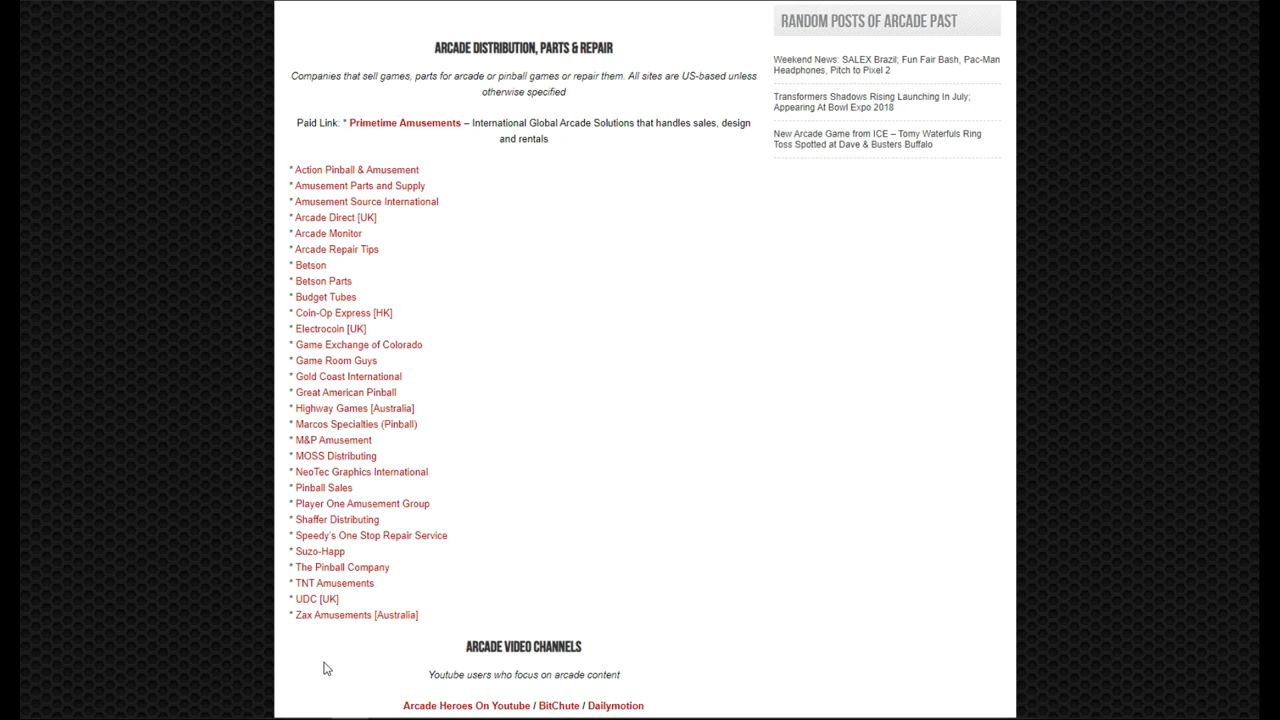 ARCADE DISTRIBUTION, PARTS & REPAIR
Companies that sell games, parts for arcade or pinball games or repair them. All sites are US-based unless
otherwise specified
Paid Link: * Primetime Amusements – International Global Arcade Solutions that handles sales, design
and rentals
* Action Pinball & Amusement
* Amusement Parts and Supply
* Amusement Source International
* Arcade Direct [UK]
* Arcade Monitor
* Arcade Repair Tips
* Betson
* Betson Parts
* Budget Tubes
* Coin-Op Express [HK]
* Electrocoin [UK]
* Game Exchange of Colorado
* Game Room Guys
* Gold Coast International
* Great American Pinball
* Highway Games [Australia]
* Marcos Specialties (Pinball)
* M&P Amusement
* MOSS Distributing
* NeoTec Graphics International
* Pinball Sales
* Player One Amusement Group
* Shaffer Distributing
* Speedy's One Stop Repair Service
* Suzo-Happ
* The Pinball Company
* TNT Amusements
* UDC [UK]
* Zax Amusements [Australia]
ARCADE VIDEO CHANNELS
Youtube users who focus on arcade content
Arcade Heroes On Youtube / BitChute / Dailymotion
RANDOM POSTS OF ARCADE PAST
Weekend News: SALEX Brazil; Fun Fair Bash, Pac-Man
Headphones, Pitch to Pixel 2
Transformers Shadows Rising Launching In July;
Appearing At Bowl Expo 2018
New Arcade Game from ICE – Tomy Waterfuls Ring
Toss Spotted at Dave & Busters Buffalo